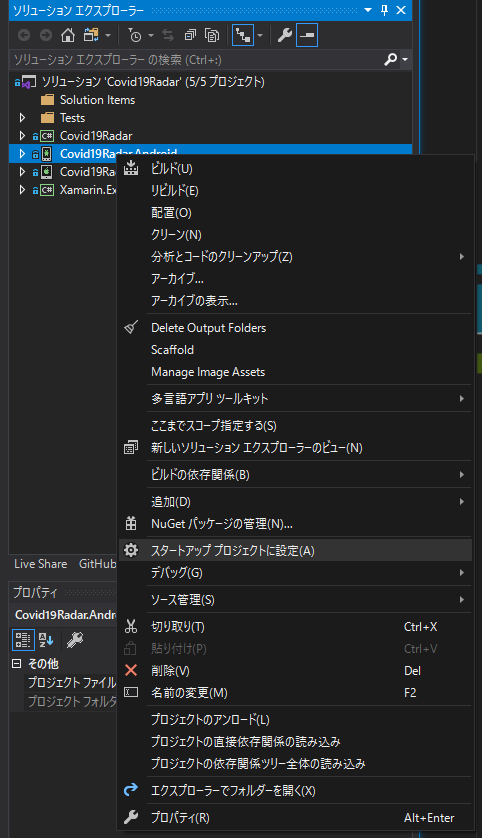 ソリューション エクスプローラー
ソリューション エクスプローラー の検索 (Ctrl+:)
ソリューション 'Covid19Radar' (5/5 プロジェクト)
Solution Items
Tests
Covid19Radar
Covid19Radar.Android
Covid19Ra
Xamarin.Ex
ビルド(U)
リビルド(E)
配置(O)
クリーン(N)
分析とコードのクリーンアップ(Z)
アーカイブ...
アーカイブの表示...
Delete Output Folders
Scaffold
Manage Image Assets
多言語アプリ ツールキット
ここまでスコープ指定する(S)
新しいソリューション エクスプローラーのビュー(N)
ビルドの依存関係(B)
追加(D)
NuGet パッケージの管理(N)...
スタートアップ プロジェクトに設定(A)
デバッグ(G)
ソース管理(S)
切り取り(T) Ctrl+X
貼り付け(P) Ctrl+V
削除(V) Del
名前の変更(M) F2
プロジェクトのアンロード(L)
プロジェクトの直接依存関係の読み込み
プロジェクトの依存関係ツリー全体の読み込み
エクスプローラーでフォルダーを開く(X)
プロパティ(R) Alt+Enter
Live Share GitHub
プロパティ
Covid19Radar.Andr
その他
プロジェクト ファイル
プロジェクト フォルダ